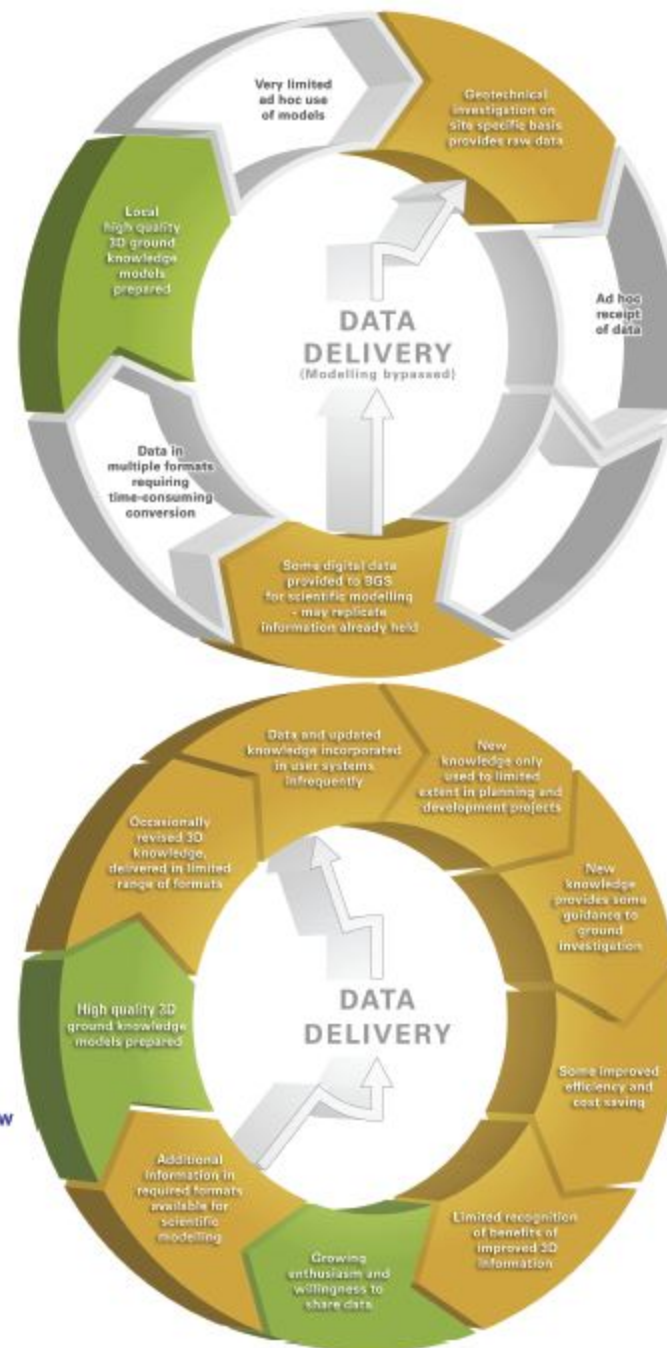 Very limited
ad hoc use
of models
Geotechnical
investigation on
site specific basis
provides raw data
Ad hoc
receipt
of data
Some digital data
provided to BGS
for scientific modelling
- may replicate
information already held
Data in
multiple formats
requiring
time-consuming
conversion
Local
high quality
3D ground
knowledge
models
prepared
DATA
DELIVERY
(Modelling bypassed)
Data and updated
knowledge incorporated
in user systems
infrequently
New
knowledge only
used to limited
extent in planning and
development projects
New
knowledge
provides some
guidance to
ground
investigation
Some improved
efficiency and
cost saving
Limited recognition
of benefits of
improved 3D
information
Growing
enthusiasm and
willingness to
share data
Additional
information in
required formats
available for
scientific
modelling
High quality 3D
ground knowledge
models prepared
Occasionally
revised 3D
knowledge,
delivered in limited
range of formats
DATA
DELIVERY